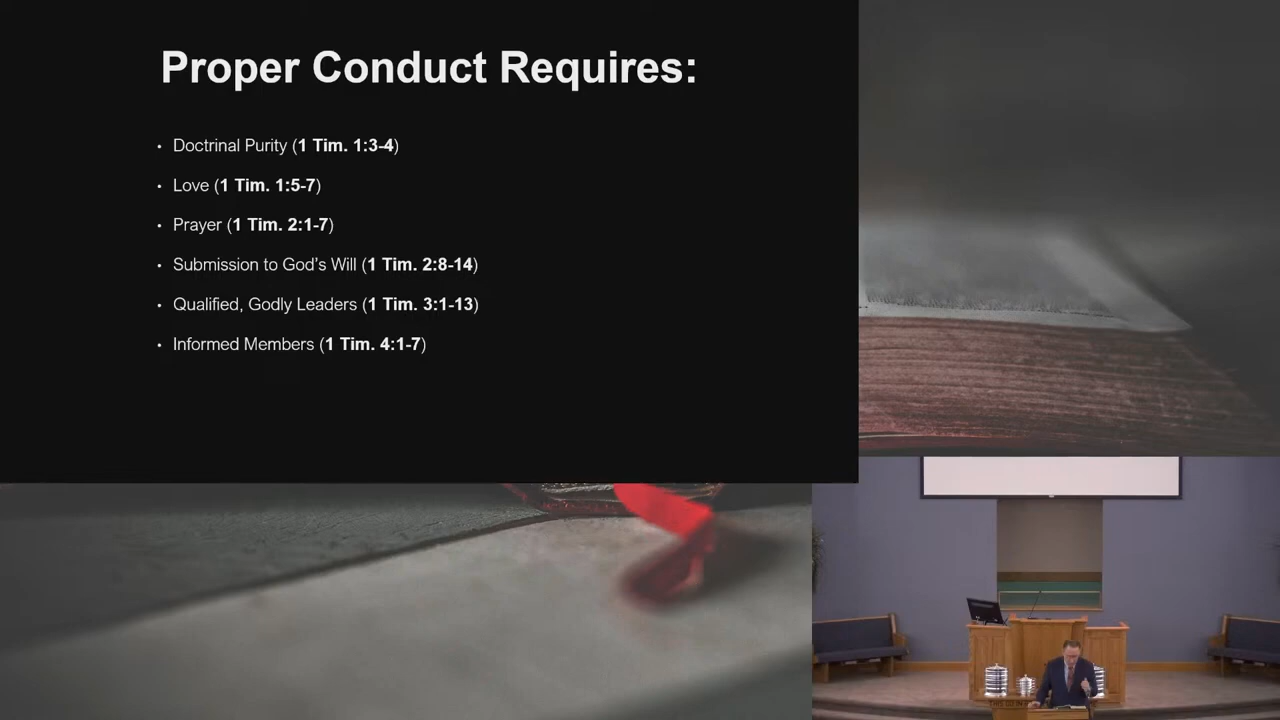 Proper Conduct Requires:
• Doctrinal Purity (1 Tim. 1:3-4)
• Love (1 Tim. 1:5-7)
• Prayer (1 Tim. 2:1-7)
• Submission to God’s Will (1 Tim. 2:8-14)
• Qualified, Godly Leaders (1 Tim. 3:1-13)
• Informed Members (1 Tim. 4:1-7)